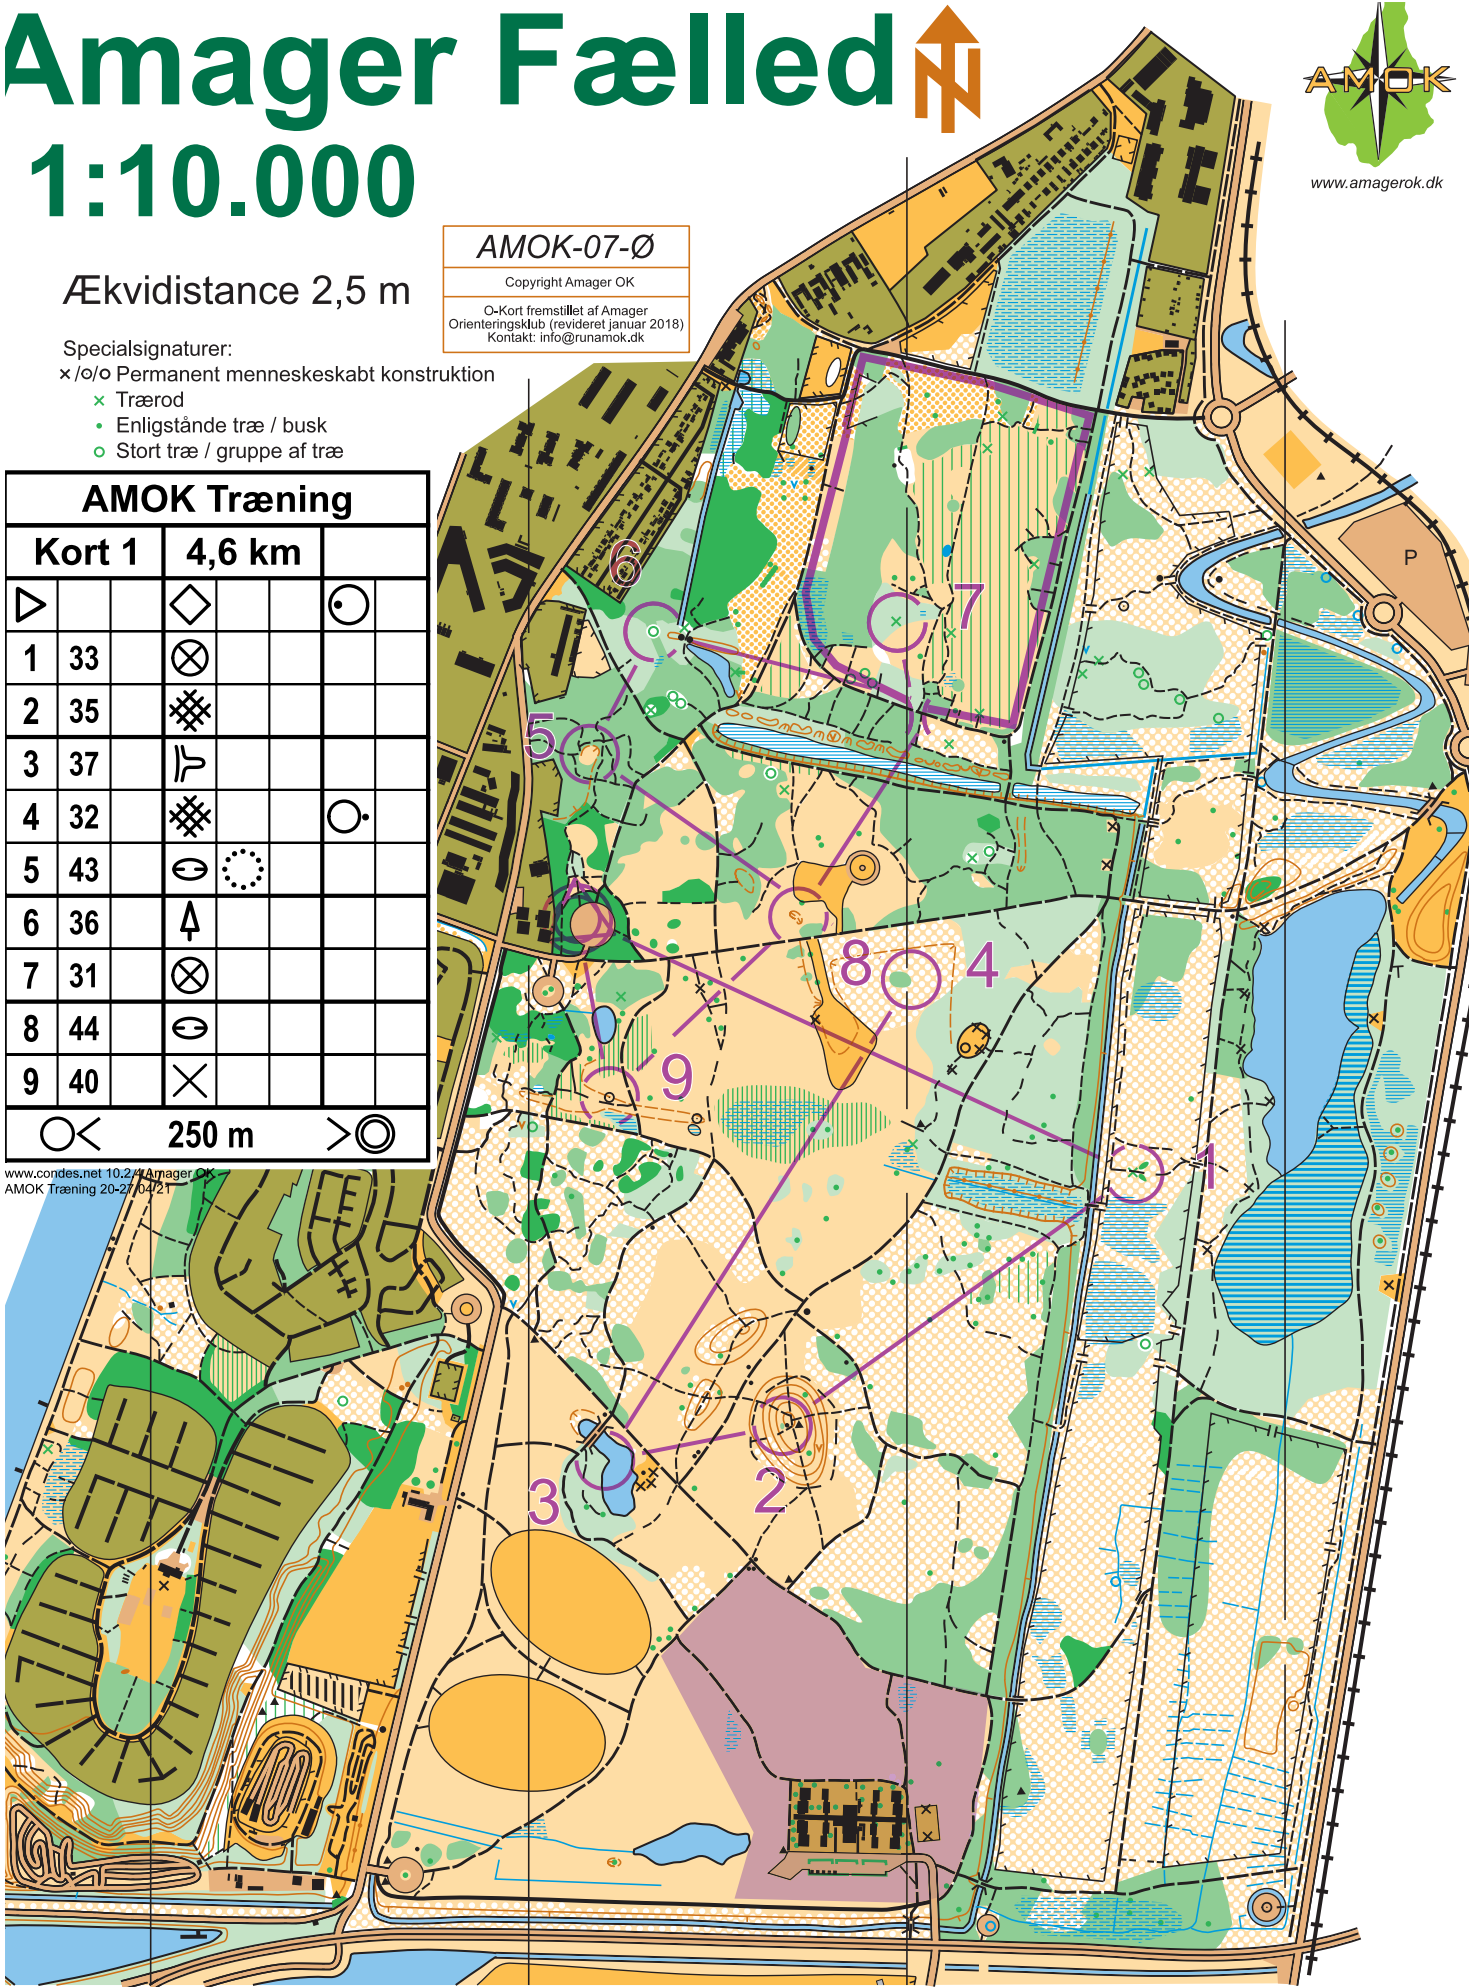 Amager Fælled
N
1:10.000
AMOK
www.amagerok.dk
AMOK-07-Ø
Copyright Amager OK
O-Kort fremstillet af Amager
Orienteringsklub (revideret januar 2018)
Kontakt: info@runamok.dk
Ækvidistance 2,5 m
Specialsignaturer:
Permanent menneskeskabt konstruktion
Trærod
Enligstånde træ / busk
Stort træ / gruppe af træ
AMOK Træning
Kort 1 4,6 km
1 33
2 35
3 37
4 32
5 43
6 36
7 31
8 44
9 40
250 m
www.condes.net 10.2.4 Amager OK
AMOK Træning 20-27/04/21
P
6
7
5
8
4
9
1
3
2